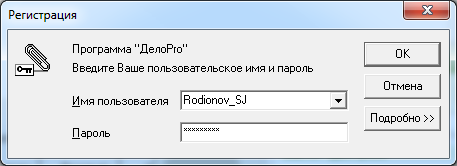 Регистрация
Программа "ДелоPro"
Введите Ваше пользовательское имя и пароль
OK
Отмена
Имя пользователя Rodionov_SJ
Пароль *********
Подробно >>